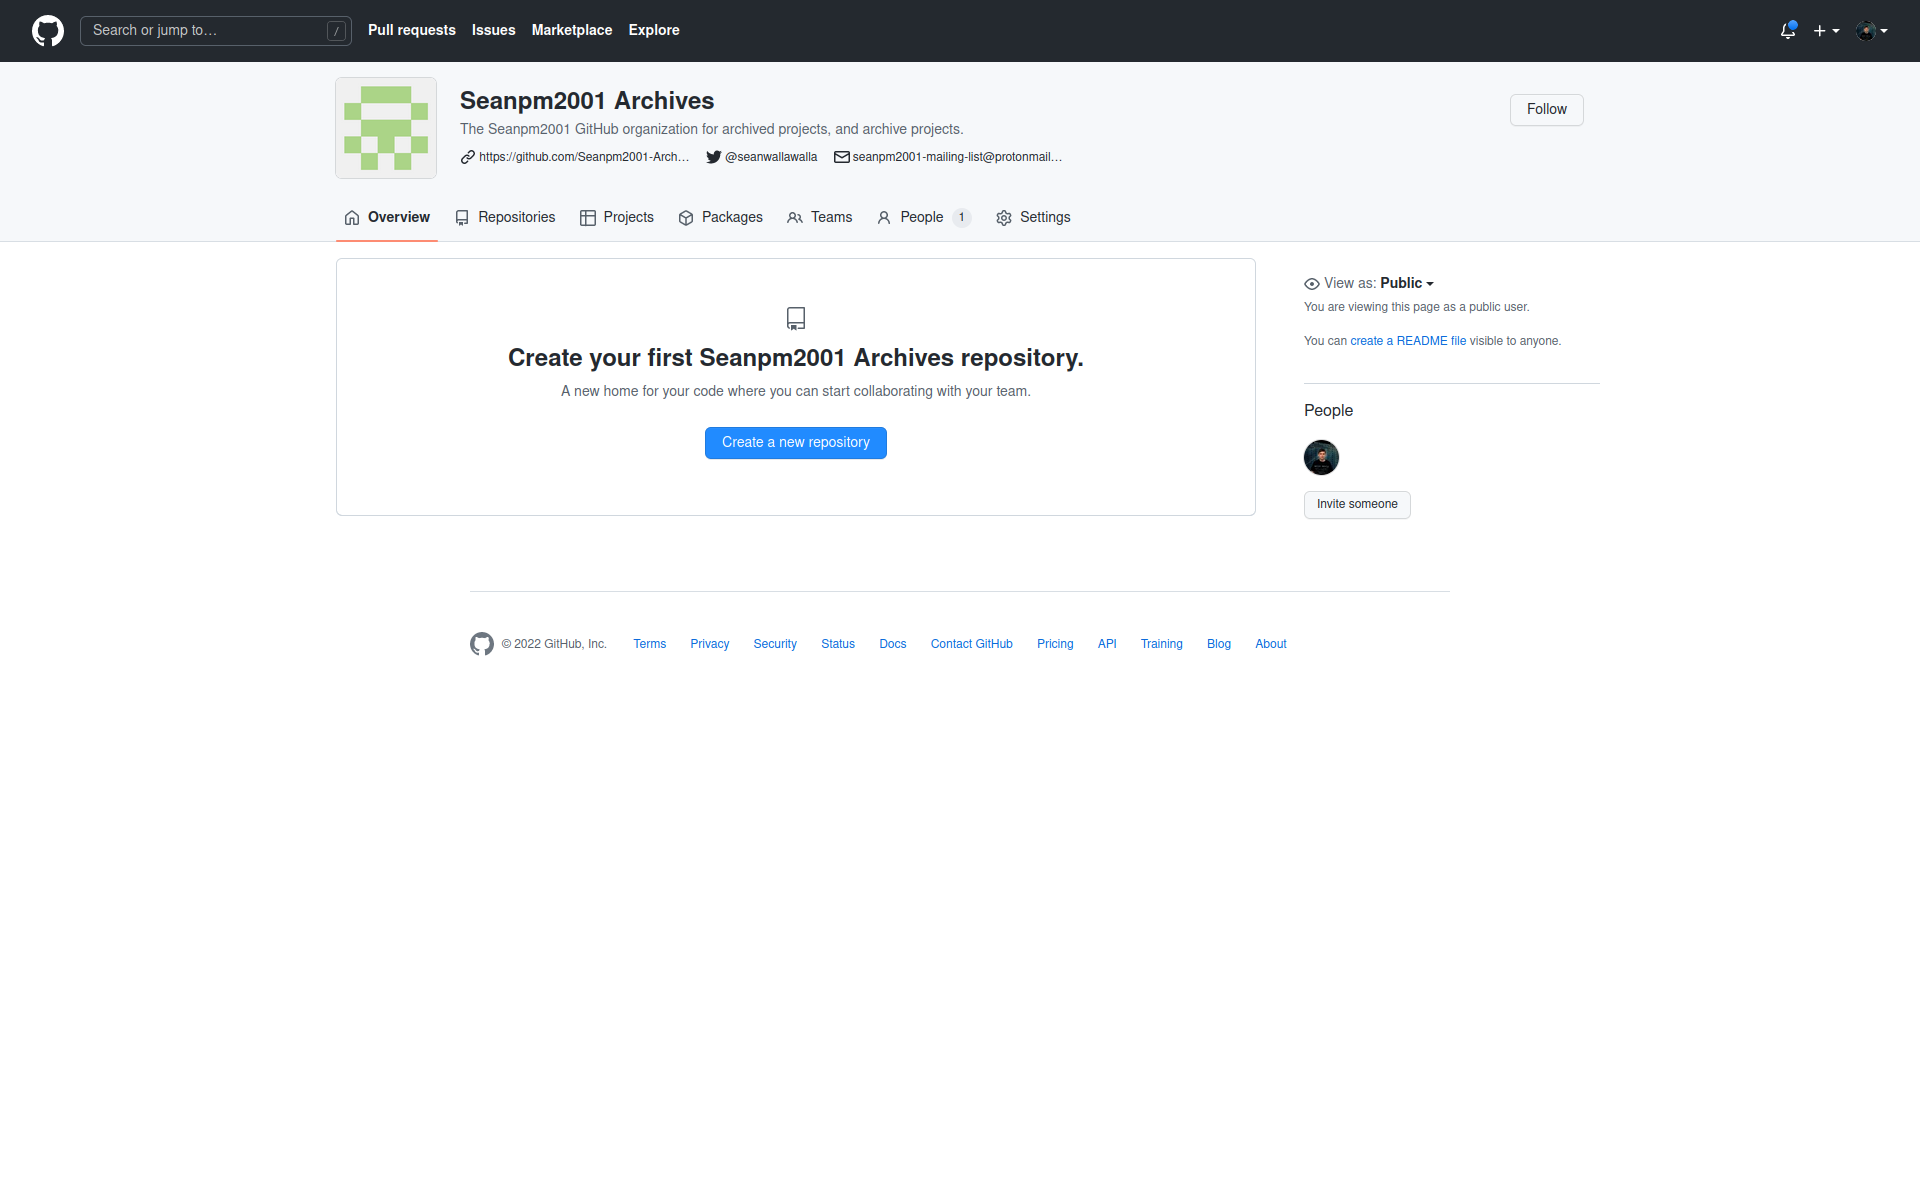 Search or jump to… /
Pull requests Issues Marketplace Explore
Seanpm2001 Archives
Follow
The Seanpm2001 GitHub organization for archived projects, and archive projects.
https://github.com/Seanpm2001-Arch… @seanwallawalla seanpm2001-mailing-list@protonmail…
Overview Repositories Projects Packages Teams People 1 Settings
Create your first Seanpm2001 Archives repository.
A new home for your code where you can start collaborating with your team.
Create a new repository
View as: Public
You are viewing this page as a public user.
You can create a README file visible to anyone.
People
Invite someone
© 2022 GitHub, Inc. Terms Privacy Security Status Docs Contact GitHub Pricing API Training Blog About